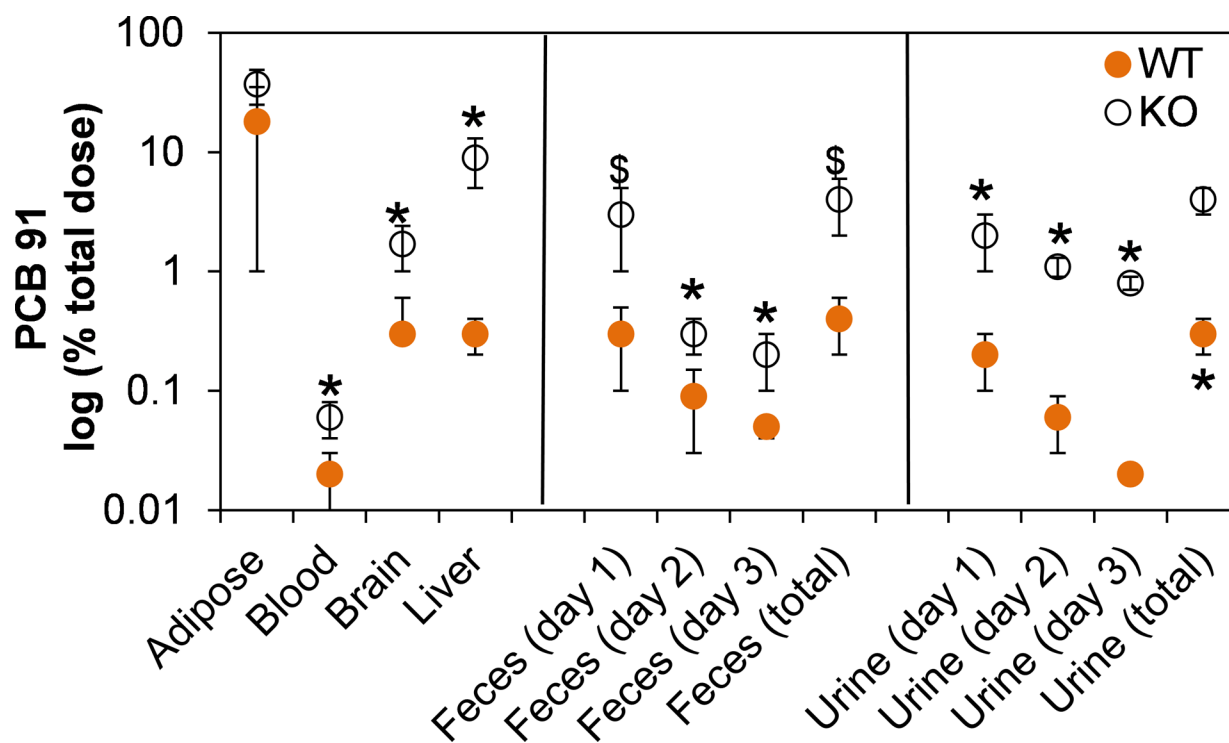 PCB 91
log (% total dose)
100
10
1
0.1
0.01
WT
KO
*
*
*
$
*
*
$
*
*
*
*
Adipose
Blood
Brain
Liver
Feces (day 1)
Feces (day 2)
Feces (day 3)
Feces (total)
Urine (day 1)
Urine (day 2)
Urine (day 3)
Urine (total)